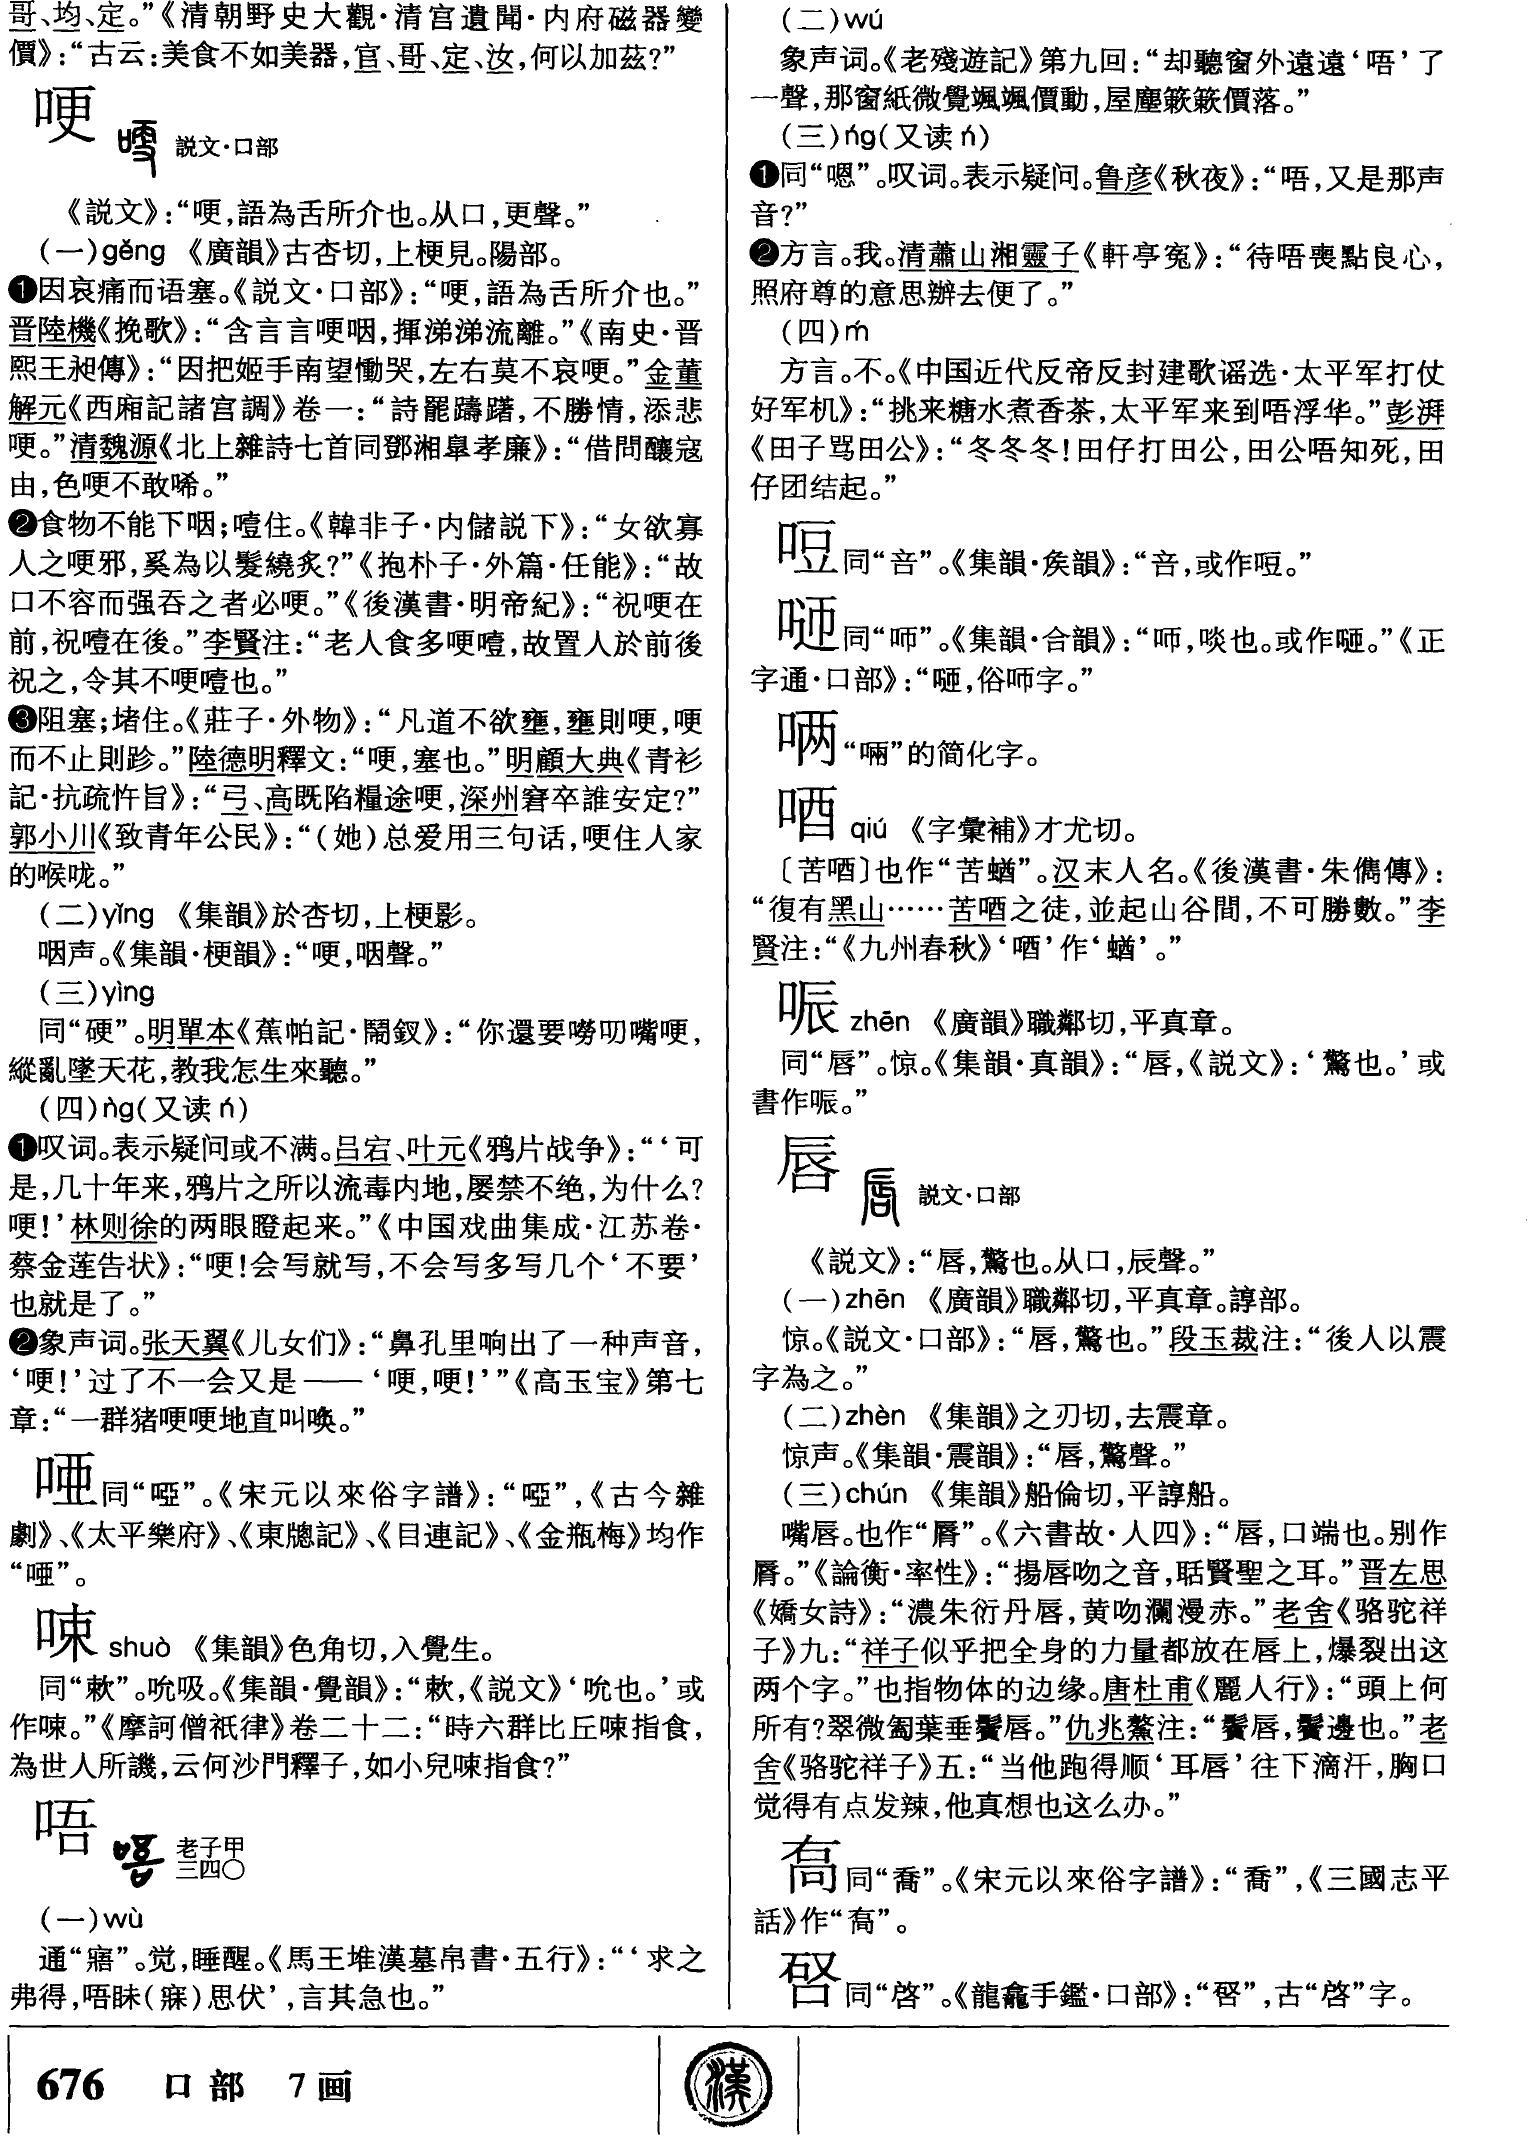 哥、均、定。”《清朝野史大觀·清宫遺聞·内府磁器變
價》：“古云：美食不如美器，官、哥、定、汝，何以加茲？”
哽 説文·口部
《説文》：“哽，語為舌所介也。从口，更聲。”
（一）gěng 《廣韻》古杏切，上梗見。陽部。
❶因哀痛而语塞。《説文·口部》：“哽，語為舌所介也。”
晋陸機《挽歌》：“含言言哽咽，揮涕涕流離。”《南史·晋
熙王昶傳》：“因把姬手南望慟哭，左右莫不哀哽。”金董
解元《西廂記諸宫調》卷一：“詩罷躊躇，不勝情，添悲
哽。”清魏源《北上雜詩七首同鄧湘皐孝廉》：“借問釀寇
由，色哽不敢唏。”
❷食物不能下咽；噎住。《韓非子·内儲説下》：“女欲寡
人之哽邪，奚為以髮繞炙？”《抱朴子·外篇·任能》：“故
口不容而强吞之者必哽。”《後漢書·明帝紀》：“祝哽在
前，祝噎在後。”李賢注：“老人食多哽噎，故置人於前後
祝之，令其不哽噎也。”
❸阻塞；堵住。《莊子·外物》：“凡道不欲壅，壅則哽，哽
而不止則跈。”陸德明釋文：“哽，塞也。”明顧大典《青衫
記·抗疏忤旨》：“弓、高既陷糧途哽，深州窘卒誰安定？”
郭小川《致青年公民》：“（她）总爱用三句话，哽住人家
的喉咙。”
（二）yǐng 《集韻》於杏切，上梗影。
咽声。《集韻·梗韻》：“哽，咽聲。”
（三）yìng
同“硬”。明單本《蕉帕記·鬧釵》：“你還要嘮叨嘴哽，
縱亂墜天花，教我怎生來聽。”
（四）ǹg（又读ń）
❶叹词。表示疑问或不满。吕宕、叶元《鸦片战争》：“‘可
是，几十年来，鸦片之所以流毒内地，屡禁不绝，为什么？
哽！’林则徐的两眼瞪起来。”《中国戏曲集成·江苏卷·
蔡金莲告状》：“哽！会写就写，不会写多写几个‘不要’
也就是了。”
❷象声词。张天翼《儿女们》：“鼻孔里响出了一种声音，
‘哽！’过了不一会又是——‘哽，哽！’”《高玉宝》第七
章：“一群猪哽哽地直叫唤。”
唖同“啞”。《宋元以來俗字譜》：“啞”，《古今雜
劇》、《太平樂府》、《東牕記》、《目連記》、《金瓶梅》均作
“唖”。
㖓 shuò 《集韻》色角切，入覺生。
同“欶”。吮吸。《集韻·覺韻》：“欶，《説文》‘吮也。’或
作㖓。”《摩訶僧祇律》卷二十二：“時六群比丘㖓指食，
為世人所譏，云何沙門釋子，如小兒㖓指食？”
唔 老子甲
三四〇
（一）wù
通“寤”。觉，睡醒。《馬王堆漢墓帛書·五行》：“‘求之
弗得，唔眛（寐）思伏’，言其急也。”
（二）wú
象声词。《老殘遊記》第九回：“却聽窗外遠遠‘唔’了
一聲，那窗紙微覺颯颯價動，屋塵簌簌價落。”
（三）ńg（又读ń）
❶同“嗯”。叹词。表示疑问。鲁彦《秋夜》：“唔，又是那声
音？”
❷方言。我。清蕭山湘靈子《軒亭冤》：“待唔喪點良心，
照府尊的意思辦去便了。”
（四）ḿ
方言。不。《中国近代反帝反封建歌谣选·太平军打仗
好军机》：“挑来糖水煮香茶，太平军来到唔浮华。”彭湃
《田子骂田公》：“冬冬冬！田仔打田公，田公唔知死，田
仔团结起。”
哣同“咅”。《集韻·矦韻》：“咅，或作哣。”
㖕同“咂”。《集韻·合韻》：“咂，啖也。或作㖕。”《正
字通·口部》：“㖕，俗咂字。”
唡“啢”的简化字。
唒 qiú 《字彙補》才尤切。
〔苦唒〕也作“苦蝤”。汉末人名。《後漢書·朱儁傳》：
“復有黑山……苦唒之徒，並起山谷間，不可勝數。”李
賢注：“《九州春秋》‘唒’作‘蝤’。”
㖘 zhēn 《廣韻》職鄰切，平真章。
同“唇”。惊。《集韻·真韻》：“唇，《説文》：‘驚也。’或
書作㖘。”
唇 説文·口部
《説文》：“唇，驚也。从口，辰聲。”
（一）zhēn 《廣韻》職鄰切，平真章。諄部。
惊。《説文·口部》：“唇，驚也。”段玉裁注：“後人以震
字為之。”
（二）zhèn 《集韻》之刃切，去震章。
惊声。《集韻·震韻》：“唇，驚聲。”
（三）chún 《集韻》船倫切，平諄船。
嘴唇。也作“脣”。《六書故·人四》：“唇，口端也。别作
脣。”《論衡·率性》：“揚唇吻之音，聒賢聖之耳。”晋左思
《嬌女詩》：“濃朱衍丹唇，黄吻瀾漫赤。”老舍《骆驼祥
子》九：“祥子似乎把全身的力量都放在唇上，爆裂出这
两个字。”也指物体的边缘。唐杜甫《麗人行》：“頭上何
所有？翠微㔩葉垂鬢唇。”仇兆鰲注：“鬢唇，鬢邊也。”老
舍《骆驼祥子》五：“当他跑得顺‘耳唇’往下滴汗，胸口
觉得有点发辣，他真想也这么办。”
同“喬”。《宋元以來俗字譜》：“喬”，《三國志平
話》作“”。
同“啓”。《龍龕手鑑·口部》：“”，古“啓”字。
676 口部 7画
漢